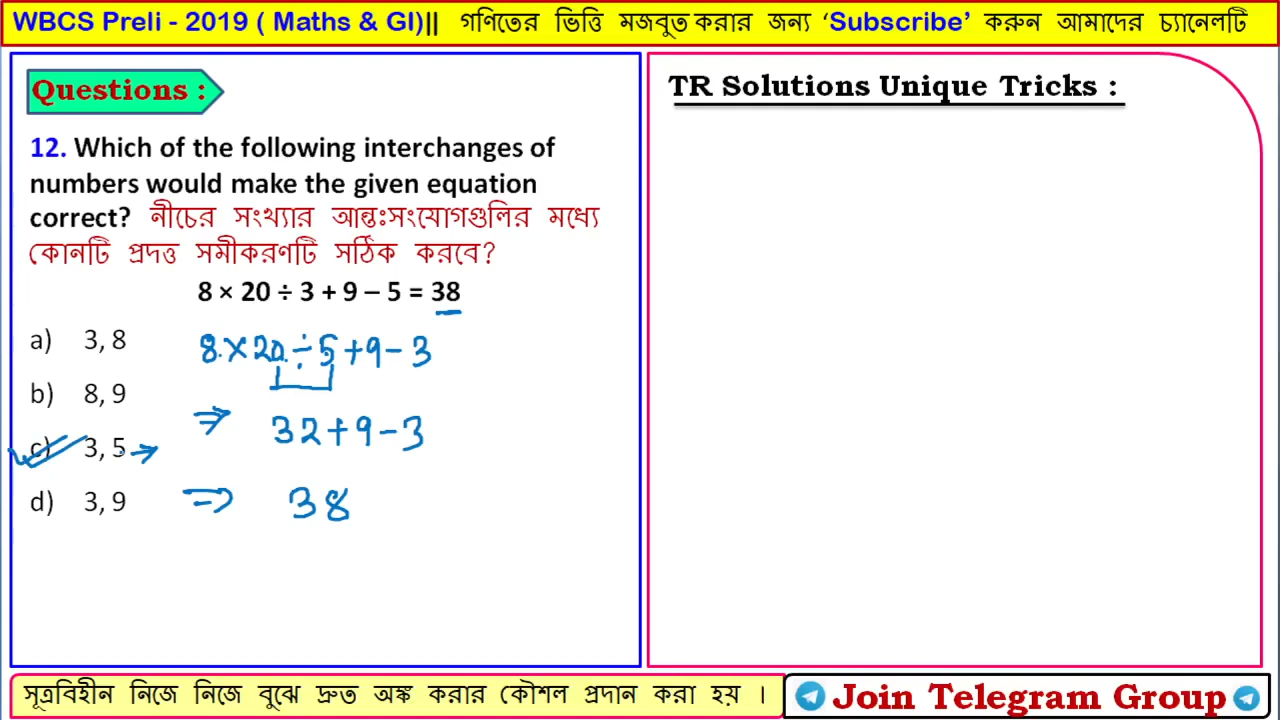 WBCS Preli - 2019 ( Maths & GI)|| গণিতের ভিত্তি মজবুত করার জন্য ‘Subscribe’ করুন আমাদের চ্যানেলটি
Questions :
12. Which of the following interchanges of
numbers would make the given equation
correct? নীচের সংখ্যার আন্তঃসংযোগগুলির মধ্যে
কোনটি প্রদত্ত সমীকরণটি সঠিক করবে?
8 × 20 ÷ 3 + 9 – 5 = 38
a) 3, 8
8 × 20 ÷ 5 + 9 - 3
b) 8, 9
⇒ 32 + 9 - 3
c) 3, 5 →
d) 3, 9
⇒ 38
TR Solutions Unique Tricks :
সূত্রবিহীন নিজে নিজে বুঝে দ্রুত অঙ্ক করার কৌশল প্রদান করা হয় ।
Join Telegram Group